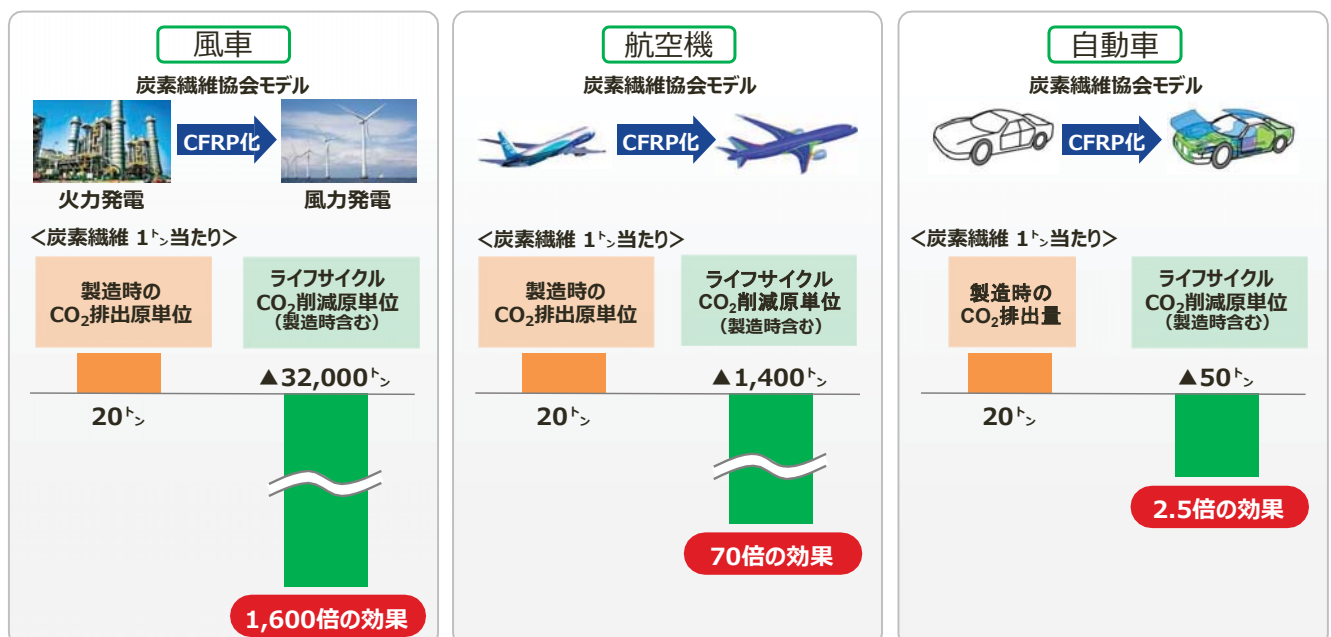 風車
炭素繊維協会モデル
CFRP化
火力発電
風力発電
<炭素繊維 1㌧当たり>
製造時の
CO₂排出原単位
ライフサイクル
CO₂削減原単位
(製造時含む)
▲32,000㌧
20㌧
1,600倍の効果
航空機
炭素繊維協会モデル
CFRP化
<炭素繊維 1㌧当たり>
製造時の
CO₂排出原単位
ライフサイクル
CO₂削減原単位
(製造時含む)
▲1,400㌧
20㌧
70倍の効果
自動車
炭素繊維協会モデル
CFRP化
<炭素繊維 1㌧当たり>
製造時の
CO₂排出量
ライフサイクル
CO₂削減原単位
(製造時含む)
▲50㌧
20㌧
2.5倍の効果